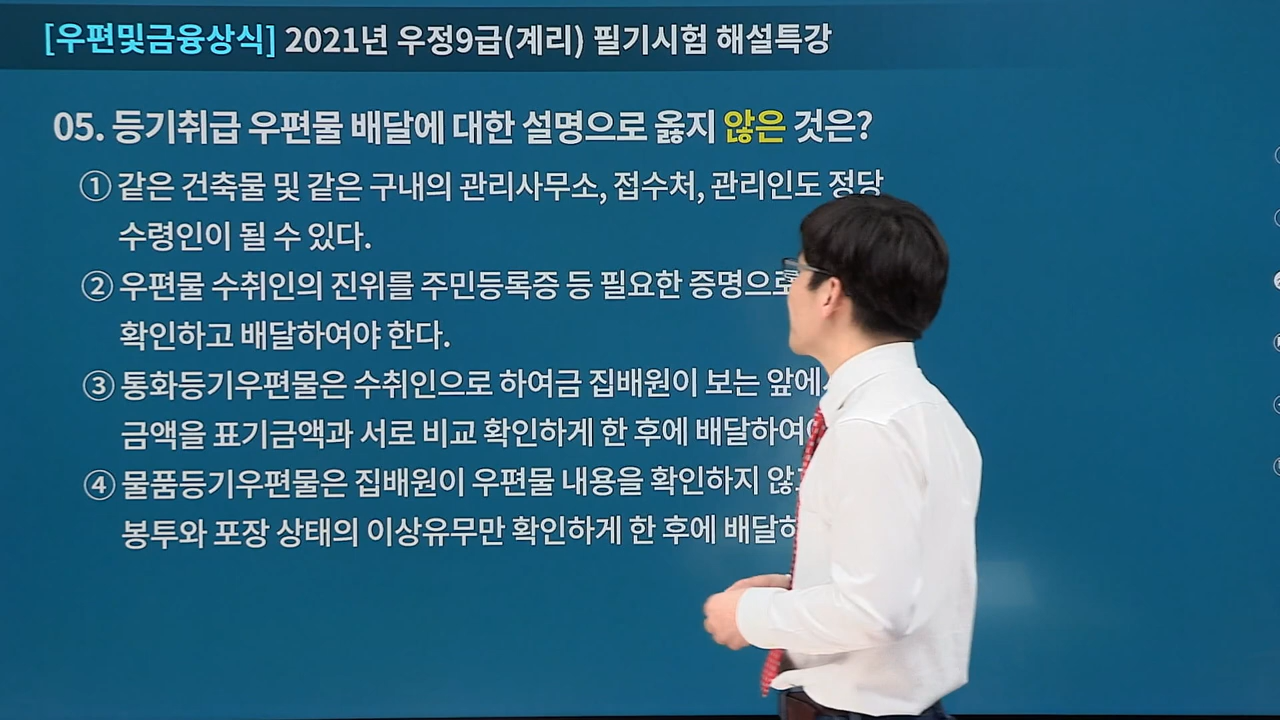 [우편및금융상식] 2021년 우정9급(계리) 필기시험 해설특강
05. 등기취급 우편물 배달에 대한 설명으로 옳지 않은 것은?
① 같은 건축물 및 같은 구내의 관리사무소, 접수처, 관리인도 정당
수령인이 될 수 있다.
② 우편물 수취인의 진위를 주민등록증 등 필요한 증명으로
확인하고 배달하여야 한다.
③ 통화등기우편물은 수취인으로 하여금 집배원이 보는 앞에
금액을 표기금액과 서로 비교 확인하게 한 후에 배달하여
④ 물품등기우편물은 집배원이 우편물 내용을 확인하지 않
봉투와 포장 상태의 이상유무만 확인하게 한 후에 배달하